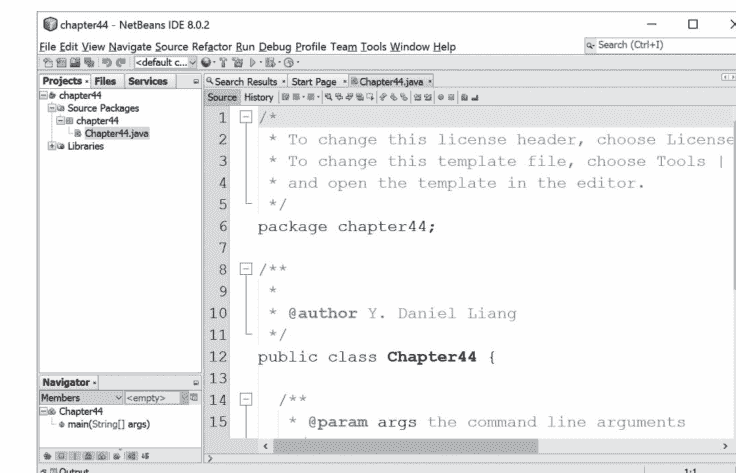 chapter44 - NetBeans IDE 8.0.2
File Edit View Navigate Source Refactor Run Debug Profile Team Tools Window Help
Search (Ctrl+I)
<default c...
Projects Files Services
Search Results Start Page Chapter44.java
chapter44
Source Packages
chapter44
Chapter44.java
Libraries
Source History
1 /*
2 * To change this license header, choose License
3 * To change this template file, choose Tools |
4 * and open the template in the editor.
5 */
6 package chapter44;
7
8 /**
9 *
10 * @author Y. Daniel Liang
11 */
12 public class Chapter44 {
13
14 /**
15 * @param args the command line arguments
Navigator
Members <empty>
Chapter44
main(String[] args)
Output
1:1